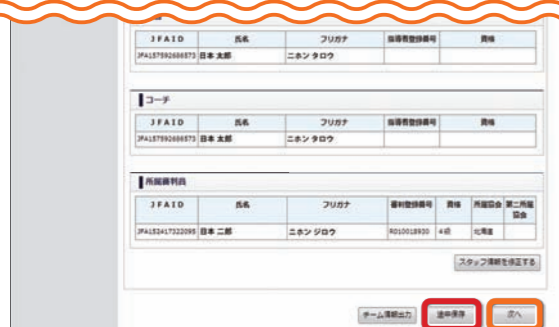 JFAID 氏名 フリガナ 指導者登録番号 資格
JFA157592686573 日本 太郎 ニホン タロウ
コーチ
JFAID 氏名 フリガナ 指導者登録番号 資格
JFA157592686573 日本 太郎 ニホン タロウ
所属審判員
JFAID 氏名 フリガナ 審判登録番号 資格 所属協会 第二所属協会
JFA152417322095 日本 二郎 ニホン ジロウ R010018930 4級 北海道
スタッフ情報を修正する
チーム情報出力 途中保存 次へ